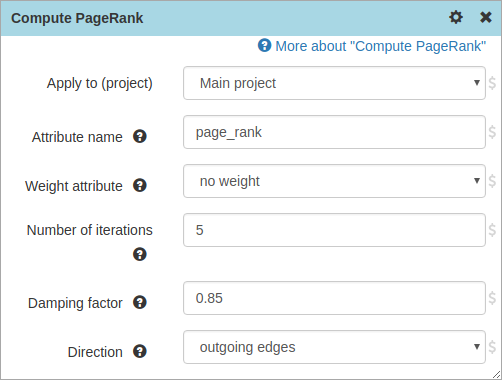 Compute PageRank
More about "Compute PageRank"
Apply to (project) Main project $
Attribute name page_rank $
Weight attribute no weight $
Number of iterations 5 $
Damping factor 0.85 $
Direction outgoing edges $